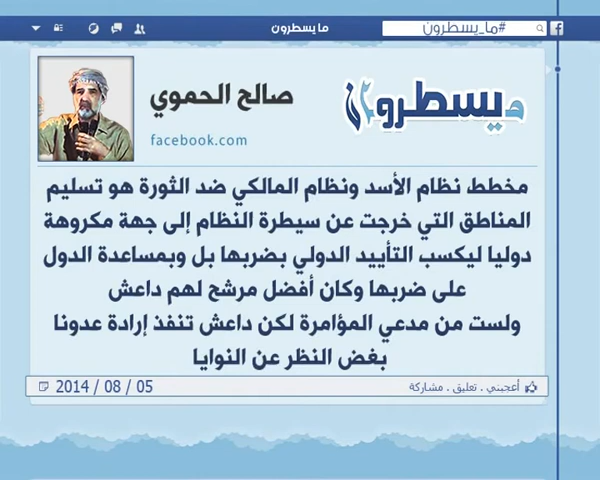 ما يسطرون
#ما_يسطرون
ما يسطرون
صالح الحموي
facebook.com
مخطط نظام الأسد ونظام المالكي ضد الثورة هو تسليم
المناطق التي خرجت عن سيطرة النظام إلى جهة مكروهة
دوليا ليكسب التأييد الدولي بضربها بل وبمساعدة الدول
على ضربها وكان أفضل مرشح لهم داعش
ولست من مدعي المؤامرة لكن داعش تنفذ إرادة عدونا
بغض النظر عن النوايا
أعجبني . تعليق . مشاركة
2014 / 08 / 05